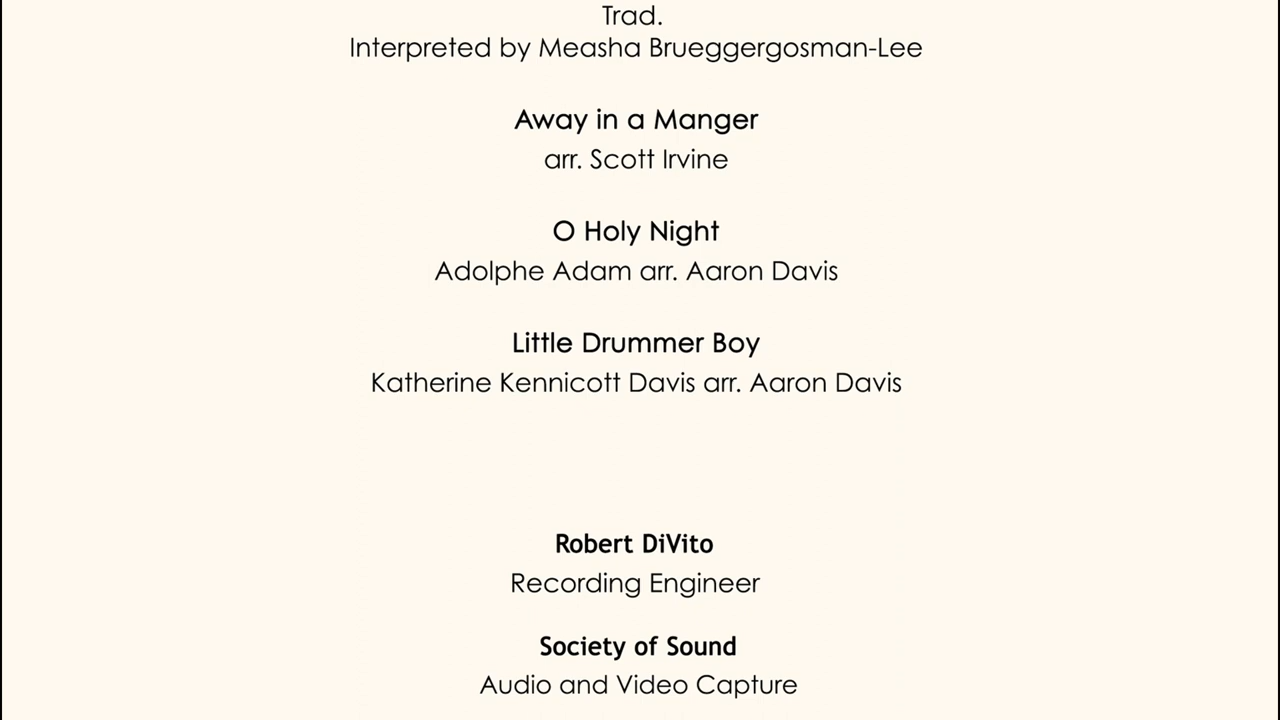 Trad.
Interpreted by Measha Brueggergosman-Lee
Away in a Manger
arr. Scott Irvine
O Holy Night
Adolphe Adam arr. Aaron Davis
Little Drummer Boy
Katherine Kennicott Davis arr. Aaron Davis
Robert DiVito
Recording Engineer
Society of Sound
Audio and Video Capture